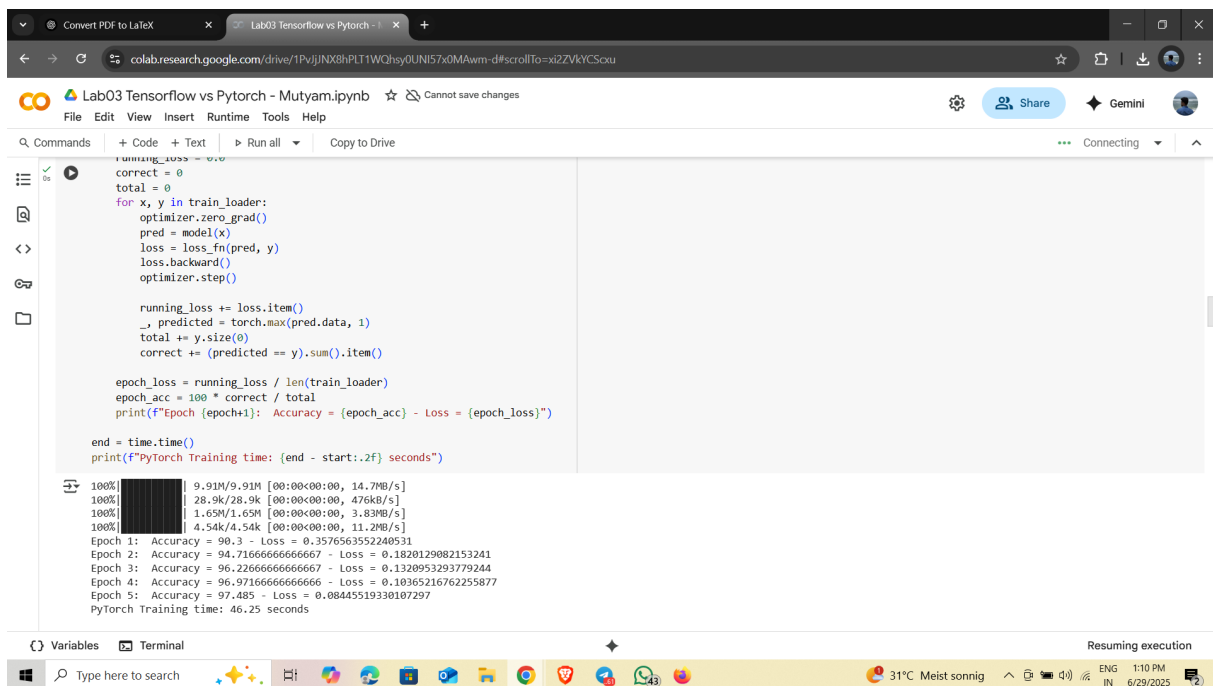 Convert PDF to LaTeX
Lab03 Tensorflow vs Pytorch - M
colab.research.google.com/drive/1PvJjJNX8hPLT1WQhsy0UNI57x0MAwm-d#scrollTo=xi2ZVkYCScxu
Lab03 Tensorflow vs Pytorch - Mutyam.ipynb Cannot save changes
File Edit View Insert Runtime Tools Help
Share
Gemini
Commands + Code + Text Run all Copy to Drive
Connecting
running_loss = 0.0
0s
correct = 0
total = 0
for x, y in train_loader:
optimizer.zero_grad()
pred = model(x)
loss = loss_fn(pred, y)
loss.backward()
optimizer.step()
running_loss += loss.item()
_, predicted = torch.max(pred.data, 1)
total += y.size(0)
correct += (predicted == y).sum().item()
epoch_loss = running_loss / len(train_loader)
epoch_acc = 100 * correct / total
print(f"Epoch {epoch+1}:  Accuracy = {epoch_acc} - Loss = {epoch_loss}")
end = time.time()
print(f"PyTorch Training time: {end - start:.2f} seconds")
100%| | 9.91M/9.91M [00:00<00:00, 14.7MB/s]
100%| | 28.9k/28.9k [00:00<00:00, 476kB/s]
100%| | 1.65M/1.65M [00:00<00:00, 3.83MB/s]
100%| | 4.54k/4.54k [00:00<00:00, 11.2MB/s]
Epoch 1:  Accuracy = 90.3 - Loss = 0.3576563552240531
Epoch 2:  Accuracy = 94.71666666666667 - Loss = 0.1820129082153241
Epoch 3:  Accuracy = 96.22666666666667 - Loss = 0.1320953293779244
Epoch 4:  Accuracy = 96.97166666666666 - Loss = 0.10365216762255877
Epoch 5:  Accuracy = 97.485 - Loss = 0.08445519330107297
PyTorch Training time: 46.25 seconds
Variables Terminal
Resuming execution
Type here to search
43
31°C Meist sonnig
ENG
IN
1:10 PM
6/29/2025
2